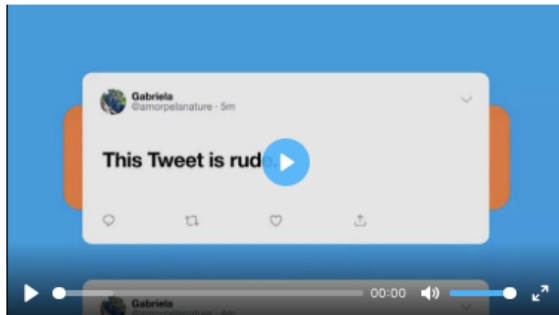 Gabriela
@amorpelanature · 5m
This Tweet is rude.
00:00
Gabriela